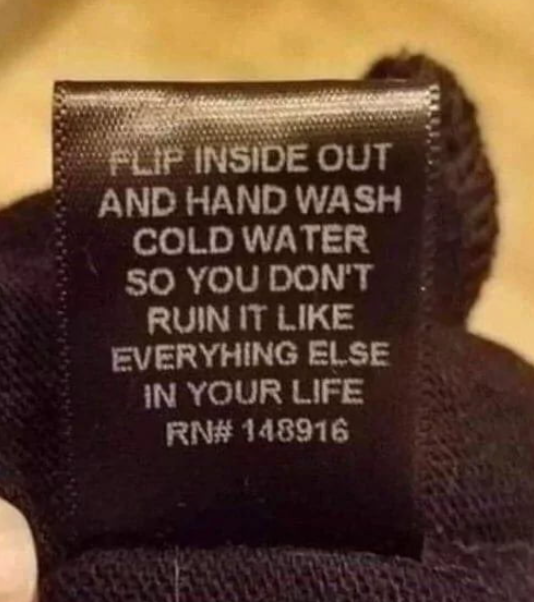 FLIP INSIDE OUT
AND HAND WASH
COLD WATER
SO YOU DON'T
RUIN IT LIKE
EVERYHING ELSE
IN YOUR LIFE
RN# 148916